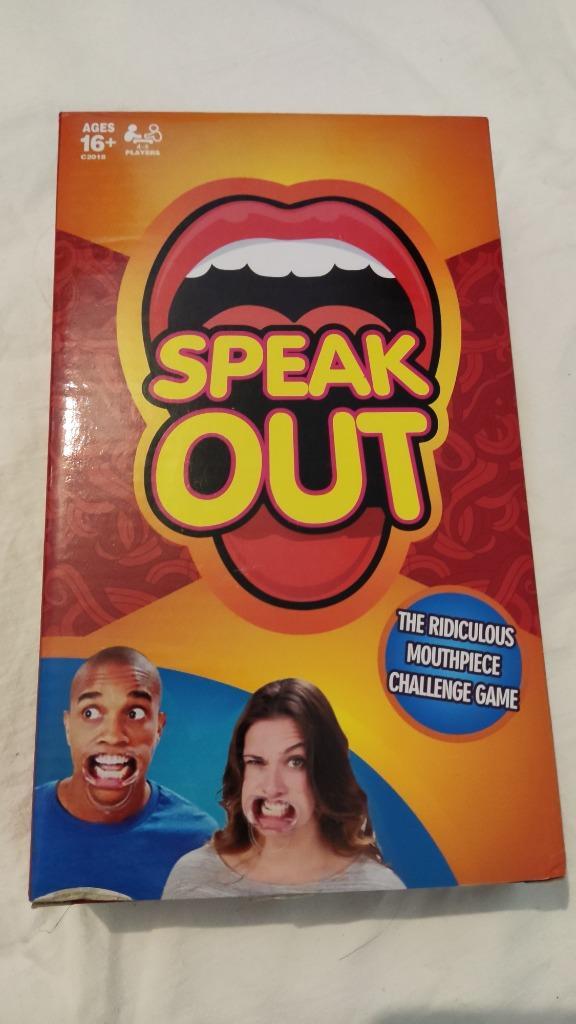 AGES
16+
C2018
PLAYERS
SPEAK
OUT
THE RIDICULOUS
MOUTHPIECE
CHALLENGE GAME